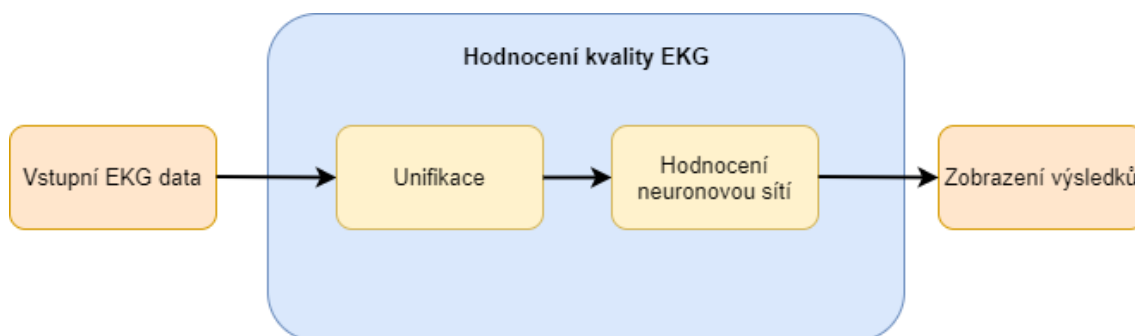 Hodnocení kvality EKG
Vstupní EKG data
Unifikace
Hodnocení
neuronovou sítí
Zobrazení výsledků